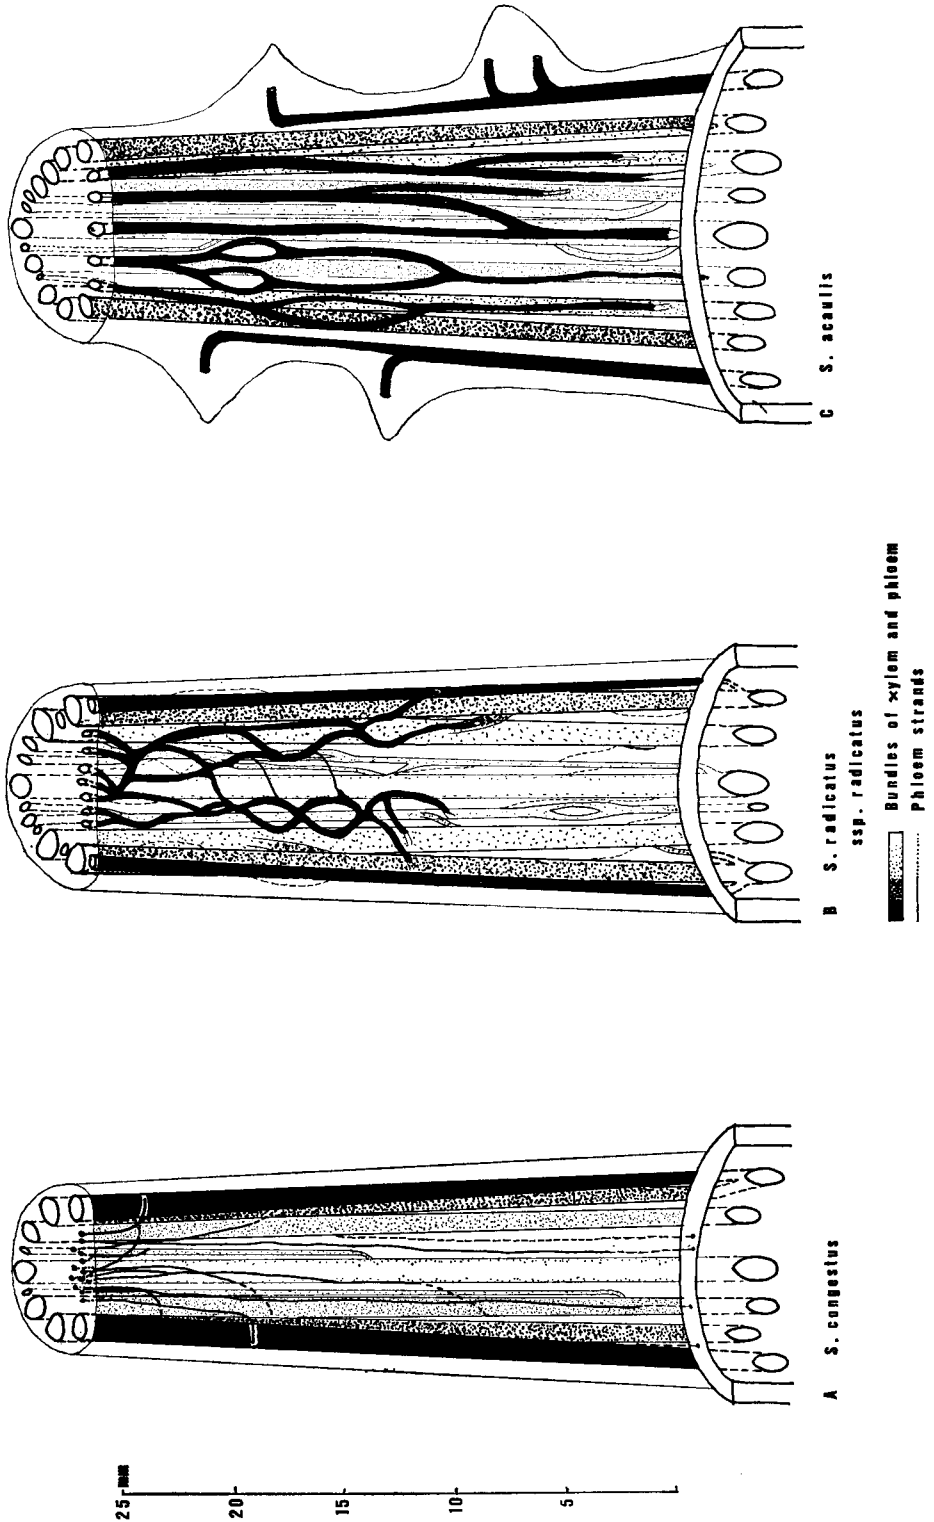 25 mm
20
15
10
5
A S. congestus
B S. radicatus
ssp. radicatus
C S. acaulis
Bundles of xylem and phloem
Phloem strands